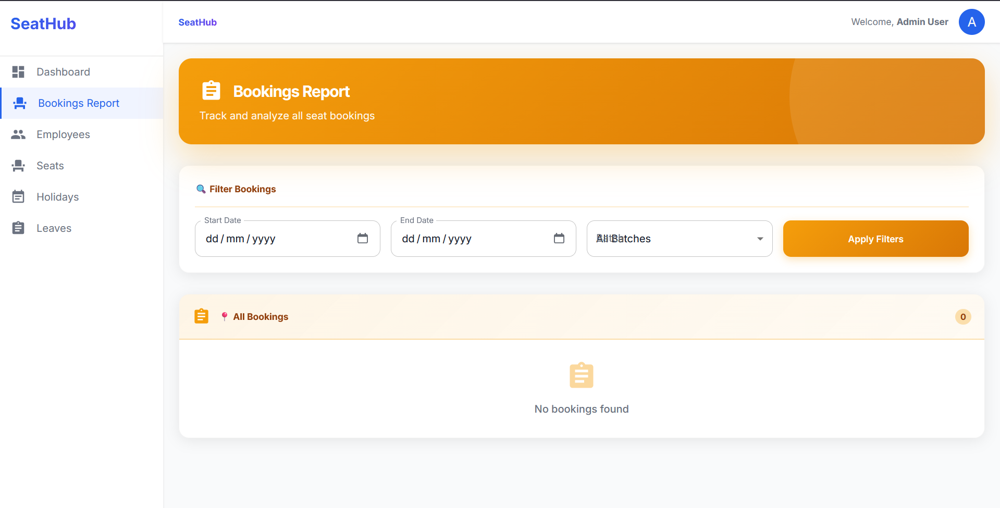 SeatHub
SeatHub
Welcome, Admin User
A
Dashboard
Bookings Report
Employees
Seats
Holidays
Leaves
Bookings Report
Track and analyze all seat bookings
🔍 Filter Bookings
Start Date
dd/mm/yyyy
End Date
dd/mm/yyyy
Batch
All Batches
Apply Filters
📍 All Bookings
0
No bookings found